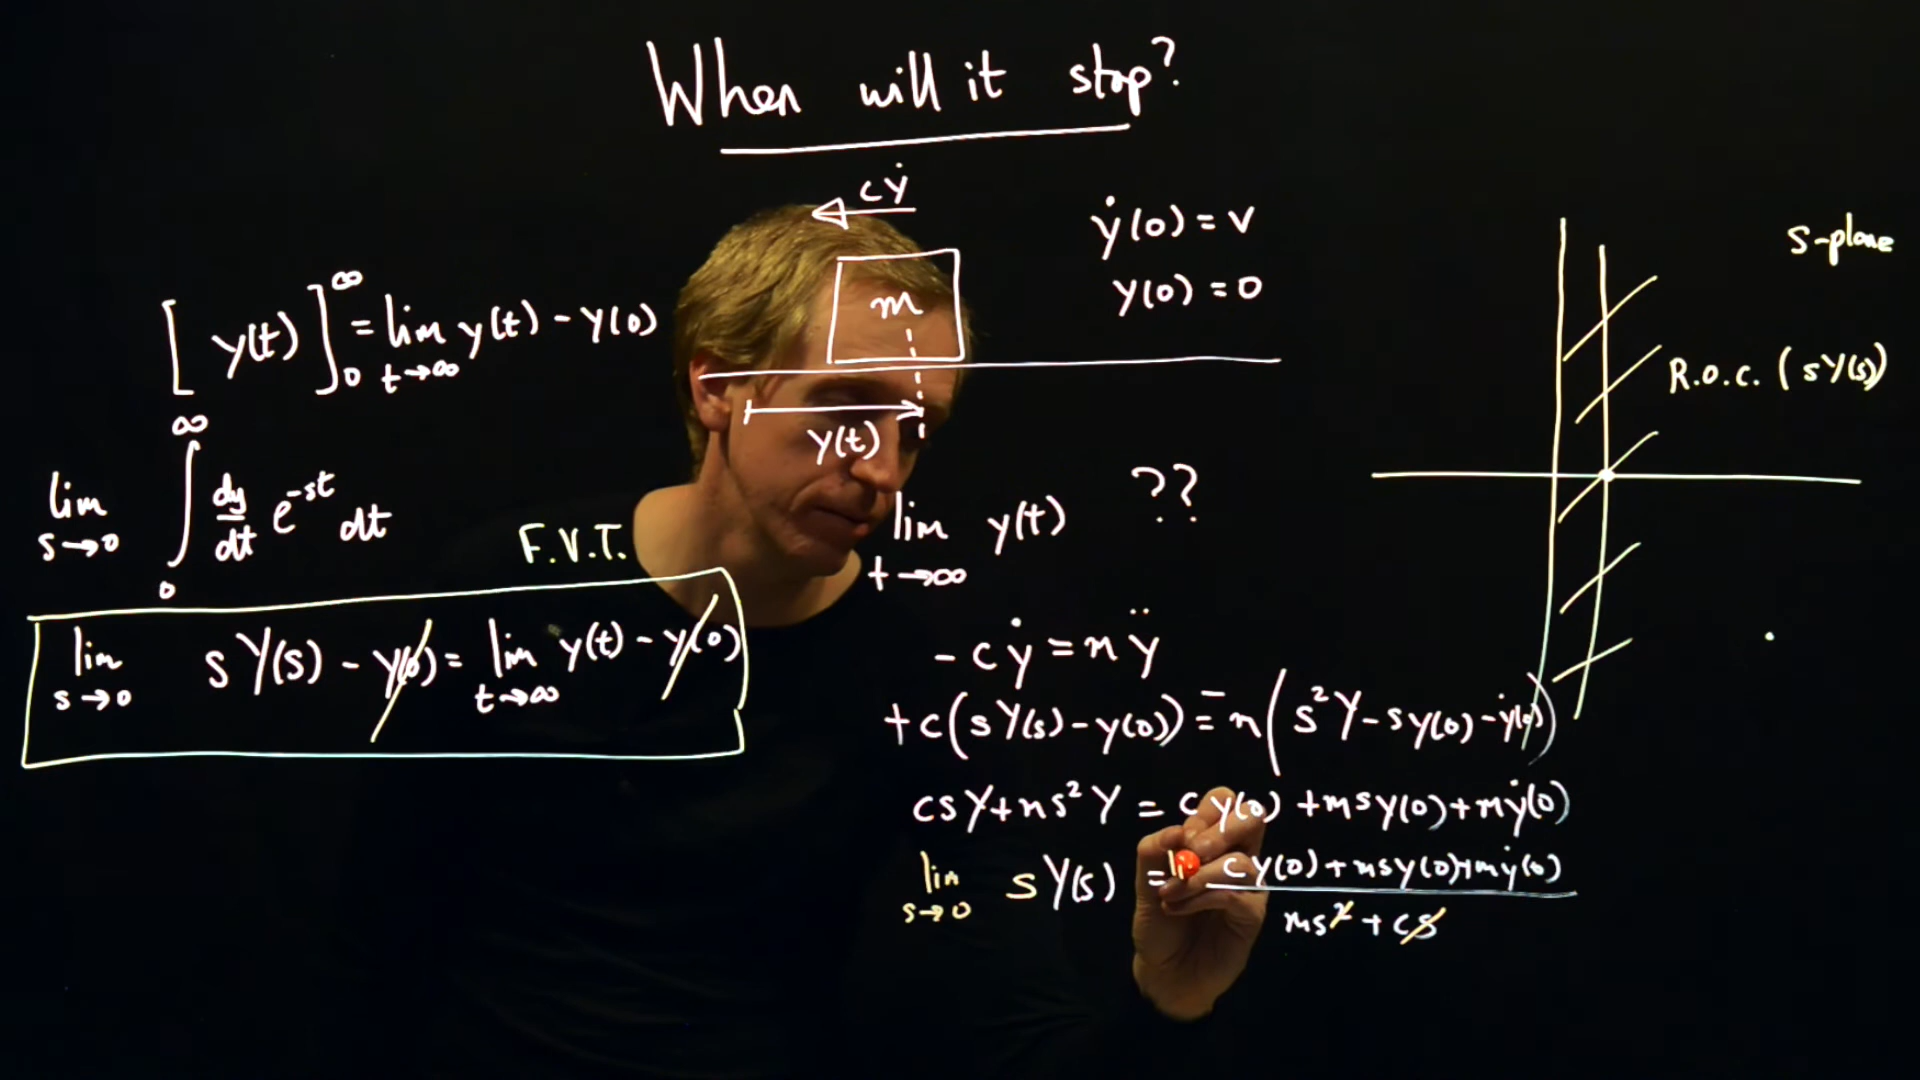 When will it stop?
cẏ
m
y(t)
ẏ(0) = v
y(0) = 0
[ y(t) ]₀^∞ = lim t→∞ y(t) - y(0)
lim s→0 ∫₀^∞ dy/dt e^-st dt
F.V.T.
lim s→0 sY(s) - y(0) = lim t→∞ y(t) - y(0)
lim t→∞ y(t) ??
-cẏ = mÿ
+c(sY(s) - y(0)) = -m(s²Y - sy(0) - ẏ(0))
csY + ms²Y = cy(0) + msy(0) + mẏ(0)
lim s→0 sY(s) = li cy(0) + msy(0) + mẏ(0) / ms² + cs
s-plane
R.O.C. (sY(s))